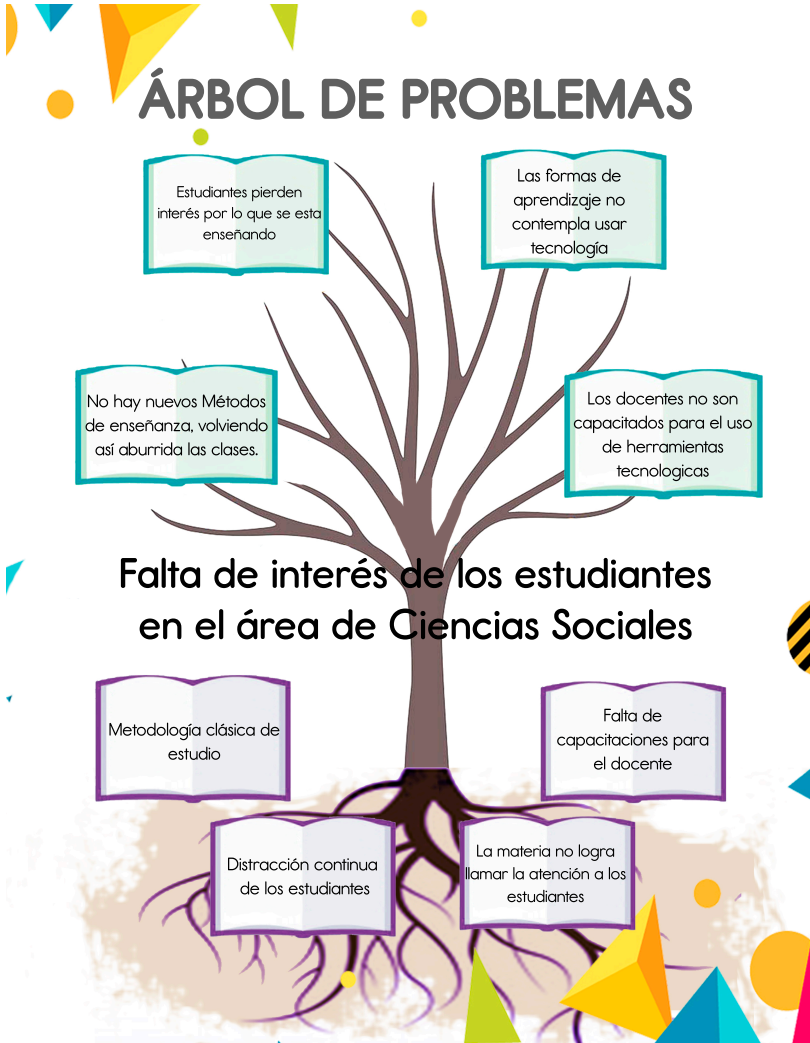 ÁRBOL DE PROBLEMAS
Estudiantes pierden
interés por lo que se esta
enseñando
Las formas de
aprendizaje no
contempla usar
tecnología
No hay nuevos Métodos
de enseñanza, volviendo
así aburrida las clases.
Los docentes no son
capacitados para el uso
de herramientas
tecnologicas
Falta de interés de los estudiantes
en el área de Ciencias Sociales
Metodología clásica de
estudio
Falta de
capacitaciones para
el docente
Distracción continua
de los estudiantes
La materia no logra
llamar la atención a los
estudiantes